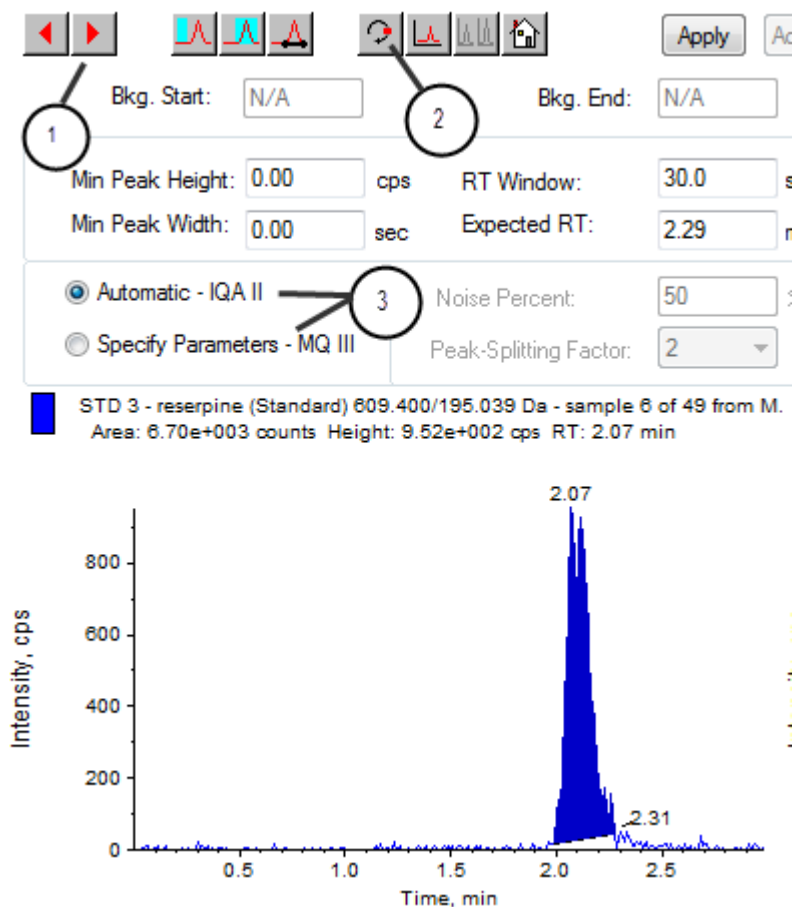 Apply
Ac
Bkg. Start: N/A Bkg. End: N/A
1
2
Min Peak Height: 0.00 cps RT Window: 30.0 s
Min Peak Width: 0.00 sec Expected RT: 2.29
Automatic - IQA II 3 Noise Percent: 50 %
Specify Parameters - MQ III Peak-Splitting Factor: 2
STD 3 - reserpine (Standard) 609.400/195.039 Da - sample 6 of 49 from M.
Area: 6.70e+003 counts Height: 9.52e+002 cps RT: 2.07 min
2.07
800
600
Intensity, cps
400
200
2.31
0
0.5 1.0 1.5 2.0 2.5
Time, min